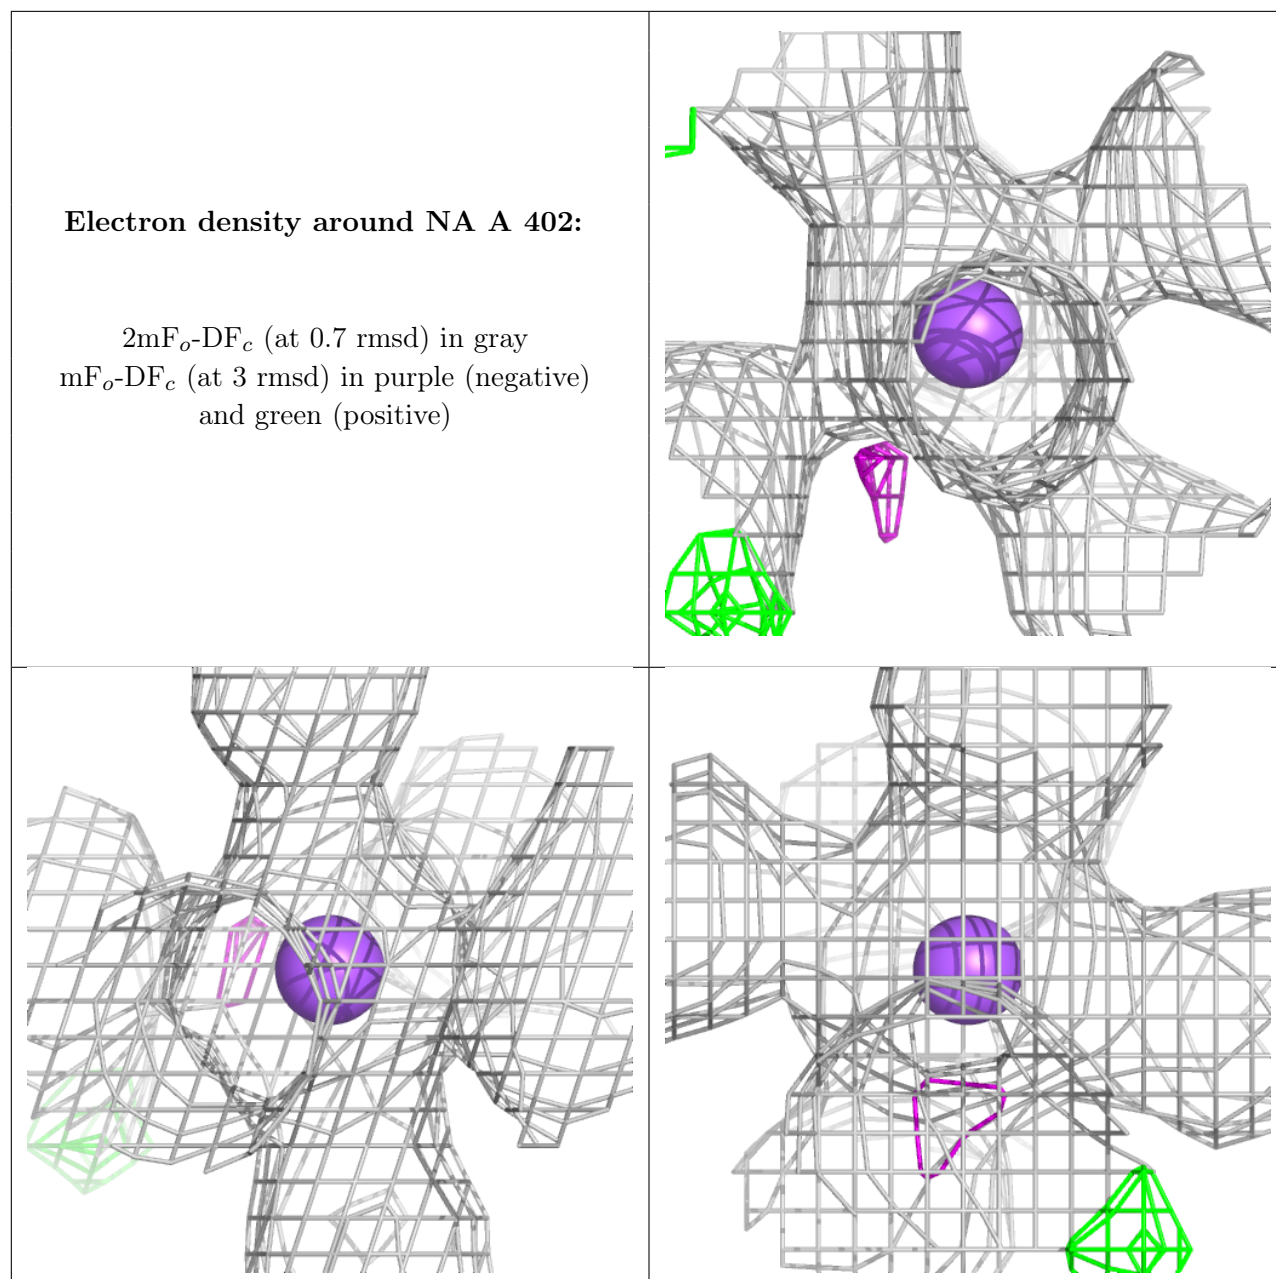 Electron density around NA A 402:
2mFo-DFc (at 0.7 rmsd) in gray
mFo-DFc (at 3 rmsd) in purple (negative)
and green (positive)